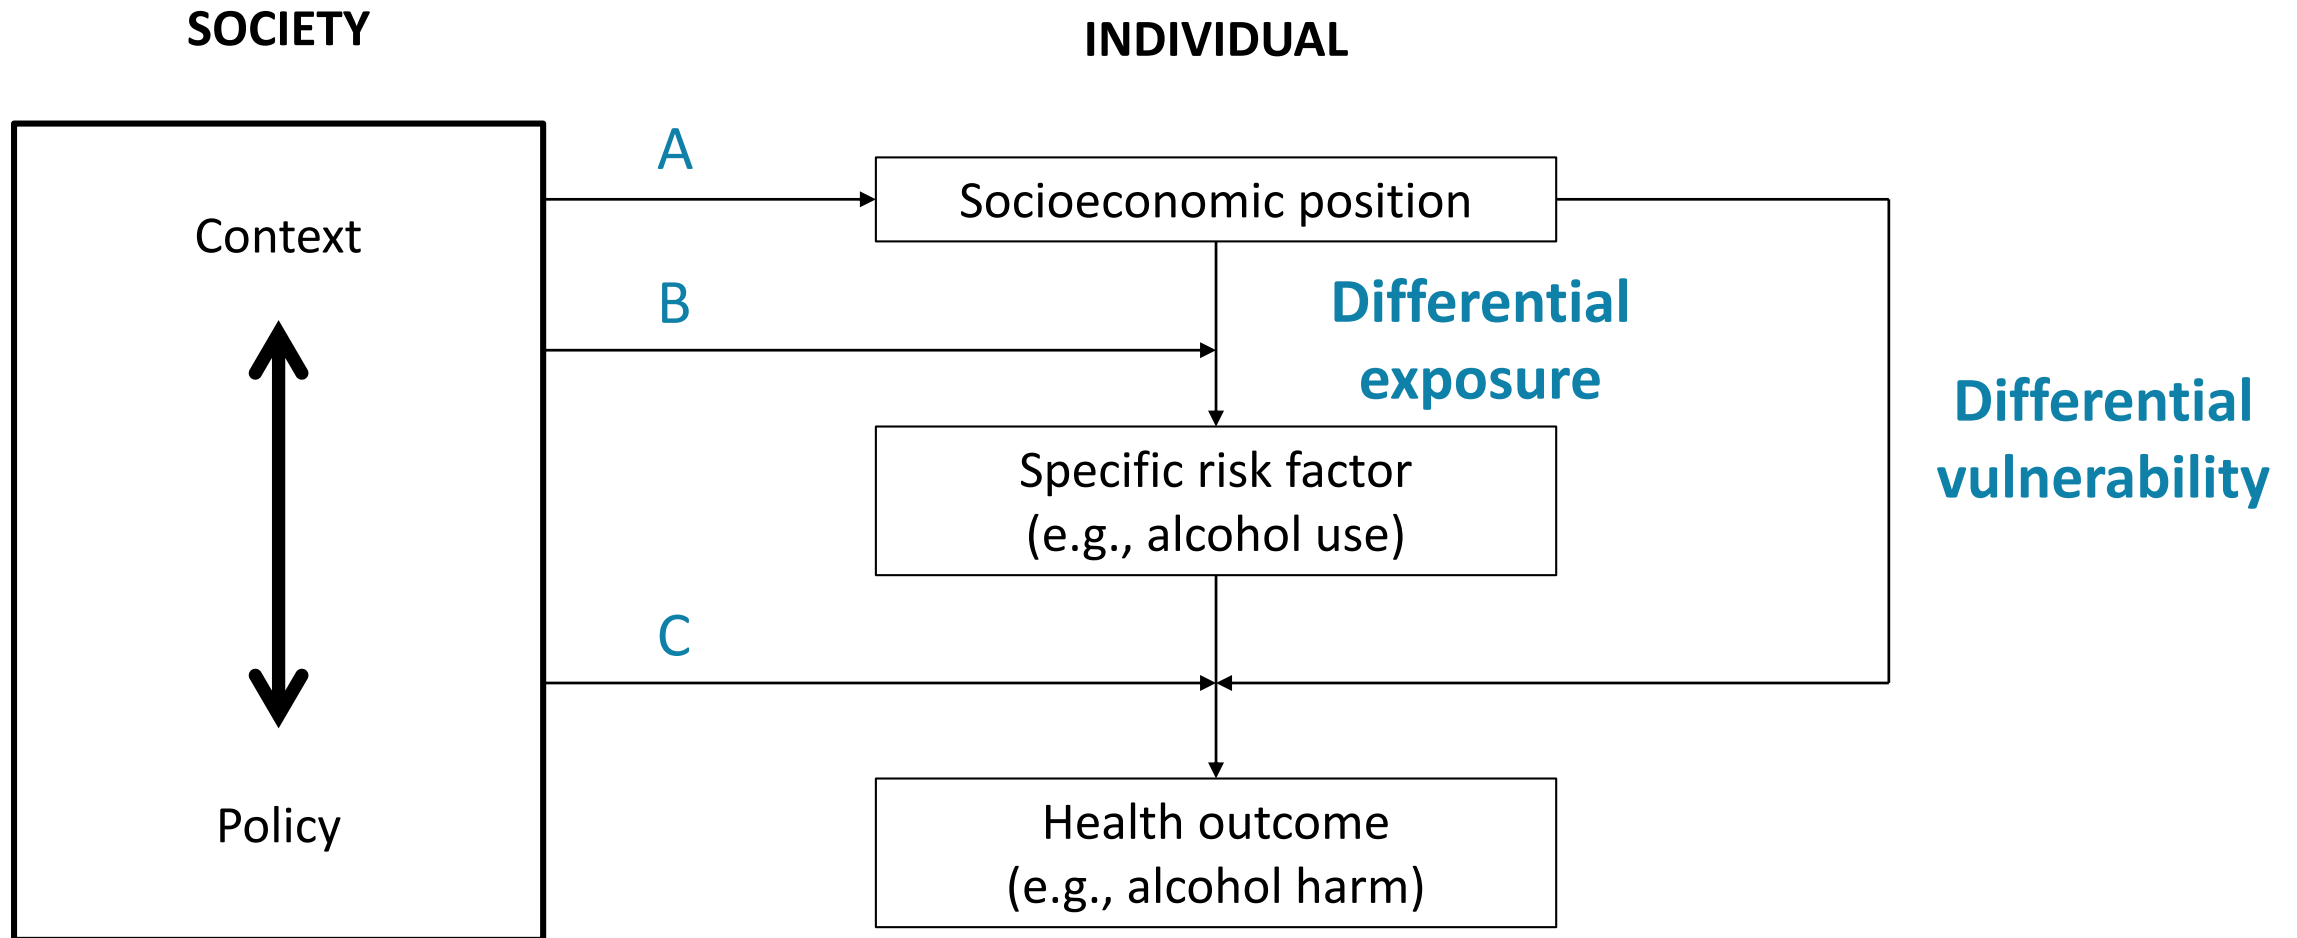 SOCIETY
INDIVIDUAL
Context
Policy
A
B
C
Socioeconomic position
Differential
exposure
Specific risk factor
(e.g., alcohol use)
Differential
vulnerability
Health outcome
(e.g., alcohol harm)